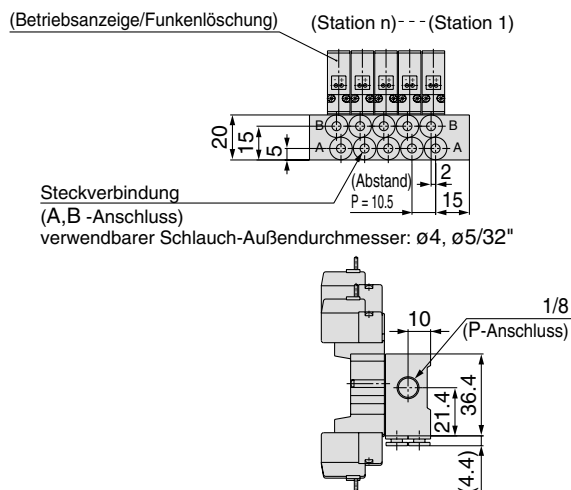 (Betriebsanzeige/Funkenlöschung)
(Station n)---(Station 1)
20
15
5
B
B
A
A
2
(Abstand)
P = 10.5
15
Steckverbindung
(A,B -Anschluss)
verwendbarer Schlauch-Außendurchmesser: ø4, ø5/32"
10
1/8
(P-Anschluss)
21.4
36.4
(4.4)